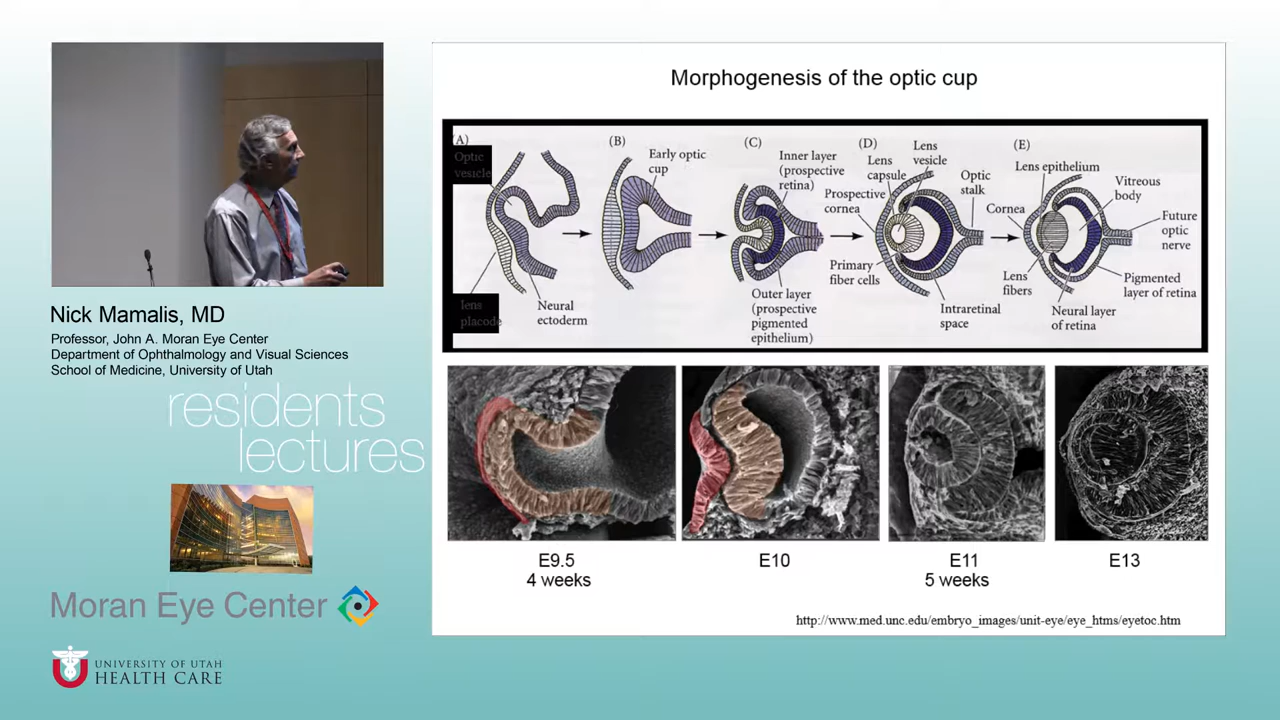 Nick Mamalis, MD
Professor, John A. Moran Eye Center
Department of Ophthalmology and Visual Sciences
School of Medicine, University of Utah
residents
lectures
Moran Eye Center
UNIVERSITY OF UTAH
HEALTH CARE
Morphogenesis of the optic cup
(A)
Optic
vesicle
lens
placode
Neural
ectoderm
(B)
Early optic
cup
(C)
Inner layer
(prospective
retina)
Outer layer
(prospective
pigmented
epithelium)
(D)
Lens
capsule
Lens
vesicle
Optic
stalk
Prospective
cornea
Primary
fiber cells
Intraretinal
space
(E)
Lens epithelium
Vitreous
body
Cornea
Future
optic
nerve
Lens
fibers
Neural layer
of retina
Pigmented
layer of retina
E9.5
4 weeks
E10
E11
5 weeks
E13
http://www.med.unc.edu/embryo_images/unit-eye/eye_htms/eyetoc.htm